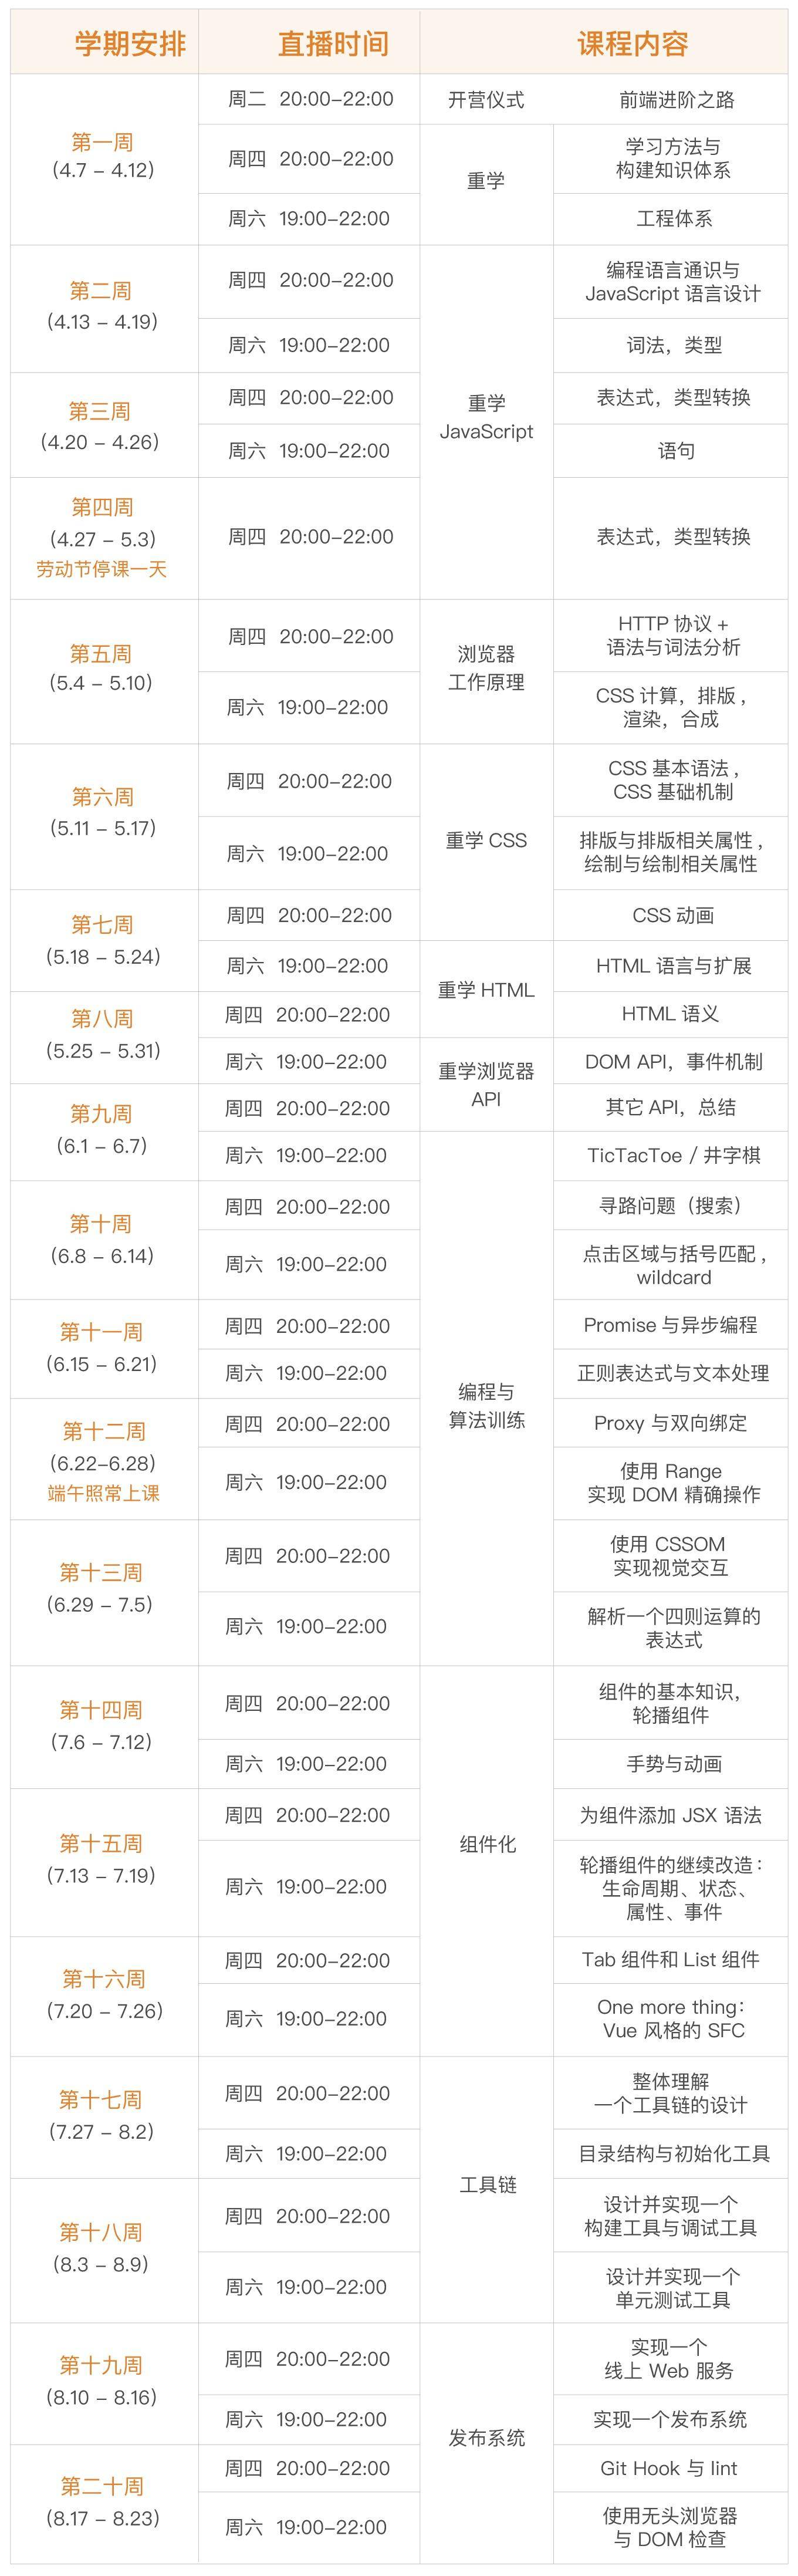 学期安排 直播时间 课程内容
第一周
(4.7 – 4.12)
周二 20:00–22:00 开营仪式 前端进阶之路
周四 20:00–22:00 重学 学习方法与
构建知识体系
周六 19:00–22:00 工程体系
第二周
(4.13 – 4.19)
周四 20:00–22:00 重学
JavaScript
编程语言通识与
JavaScript 语言设计
周六 19:00–22:00 词法，类型
第三周
(4.20 – 4.26)
周四 20:00–22:00 表达式，类型转换
周六 19:00–22:00 语句
第四周
(4.27 – 5.3)
劳动节停课一天
周四 20:00–22:00 表达式，类型转换
第五周
(5.4 – 5.10)
周四 20:00–22:00 浏览器
工作原理
HTTP 协议 +
语法与词法分析
周六 19:00–22:00 CSS 计算，排版，
渲染，合成
第六周
(5.11 – 5.17)
周四 20:00–22:00 重学 CSS CSS 基本语法，
CSS 基础机制
周六 19:00–22:00 排版与排版相关属性，
绘制与绘制相关属性
第七周
(5.18 – 5.24)
周四 20:00–22:00 CSS 动画
周六 19:00–22:00 重学 HTML HTML 语言与扩展
第八周
(5.25 – 5.31)
周四 20:00–22:00 HTML 语义
周六 19:00–22:00 重学浏览器
API
DOM API，事件机制
第九周
(6.1 – 6.7)
周四 20:00–22:00 其它 API，总结
周六 19:00–22:00 编程与
算法训练
TicTacToe / 井字棋
第十周
(6.8 – 6.14)
周四 20:00–22:00 寻路问题（搜索）
周六 19:00–22:00 点击区域与括号匹配，
wildcard
第十一周
(6.15 – 6.21)
周四 20:00–22:00 Promise 与异步编程
周六 19:00–22:00 正则表达式与文本处理
第十二周
(6.22–6.28)
端午照常上课
周四 20:00–22:00 Proxy 与双向绑定
周六 19:00–22:00 使用 Range
实现 DOM 精确操作
第十三周
(6.29 – 7.5)
周四 20:00–22:00 使用 CSSOM
实现视觉交互
周六 19:00–22:00 解析一个四则运算的
表达式
第十四周
(7.6 – 7.12)
周四 20:00–22:00 组件化 组件的基本知识，
轮播组件
周六 19:00–22:00 手势与动画
第十五周
(7.13 – 7.19)
周四 20:00–22:00 为组件添加 JSX 语法
周六 19:00–22:00 轮播组件的继续改造：
生命周期、状态、
属性、事件
第十六周
(7.20 – 7.26)
周四 20:00–22:00 Tab 组件和 List 组件
周六 19:00–22:00 One more thing：
Vue 风格的 SFC
第十七周
(7.27 – 8.2)
周四 20:00–22:00 工具链 整体理解
一个工具链的设计
周六 19:00–22:00 目录结构与初始化工具
第十八周
(8.3 – 8.9)
周四 20:00–22:00 设计并实现一个
构建工具与调试工具
周六 19:00–22:00 设计并实现一个
单元测试工具
第十九周
(8.10 – 8.16)
周四 20:00–22:00 发布系统 实现一个
线上 Web 服务
周六 19:00–22:00 实现一个发布系统
第二十周
(8.17 – 8.23)
周四 20:00–22:00 Git Hook 与 lint
周六 19:00–22:00 使用无头浏览器
与 DOM 检查